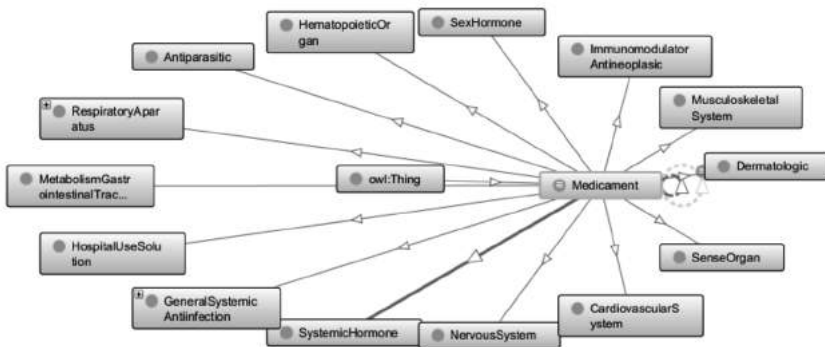 HematopoieticOr
gan
SexHormone
Immunomodulator
Antineoplasic
Antiparasitic
Musculoskeletal
System
RespiratoryApar
atus
Dermatologic
MetabolismGastr
ointestinalTrac...
owl:Thing
Medicament
HospitalUseSolu
tion
SenseOrgan
GeneralSystemic
Antiinfection
CardiovascularS
ystem
SystemicHormone
NervousSystem